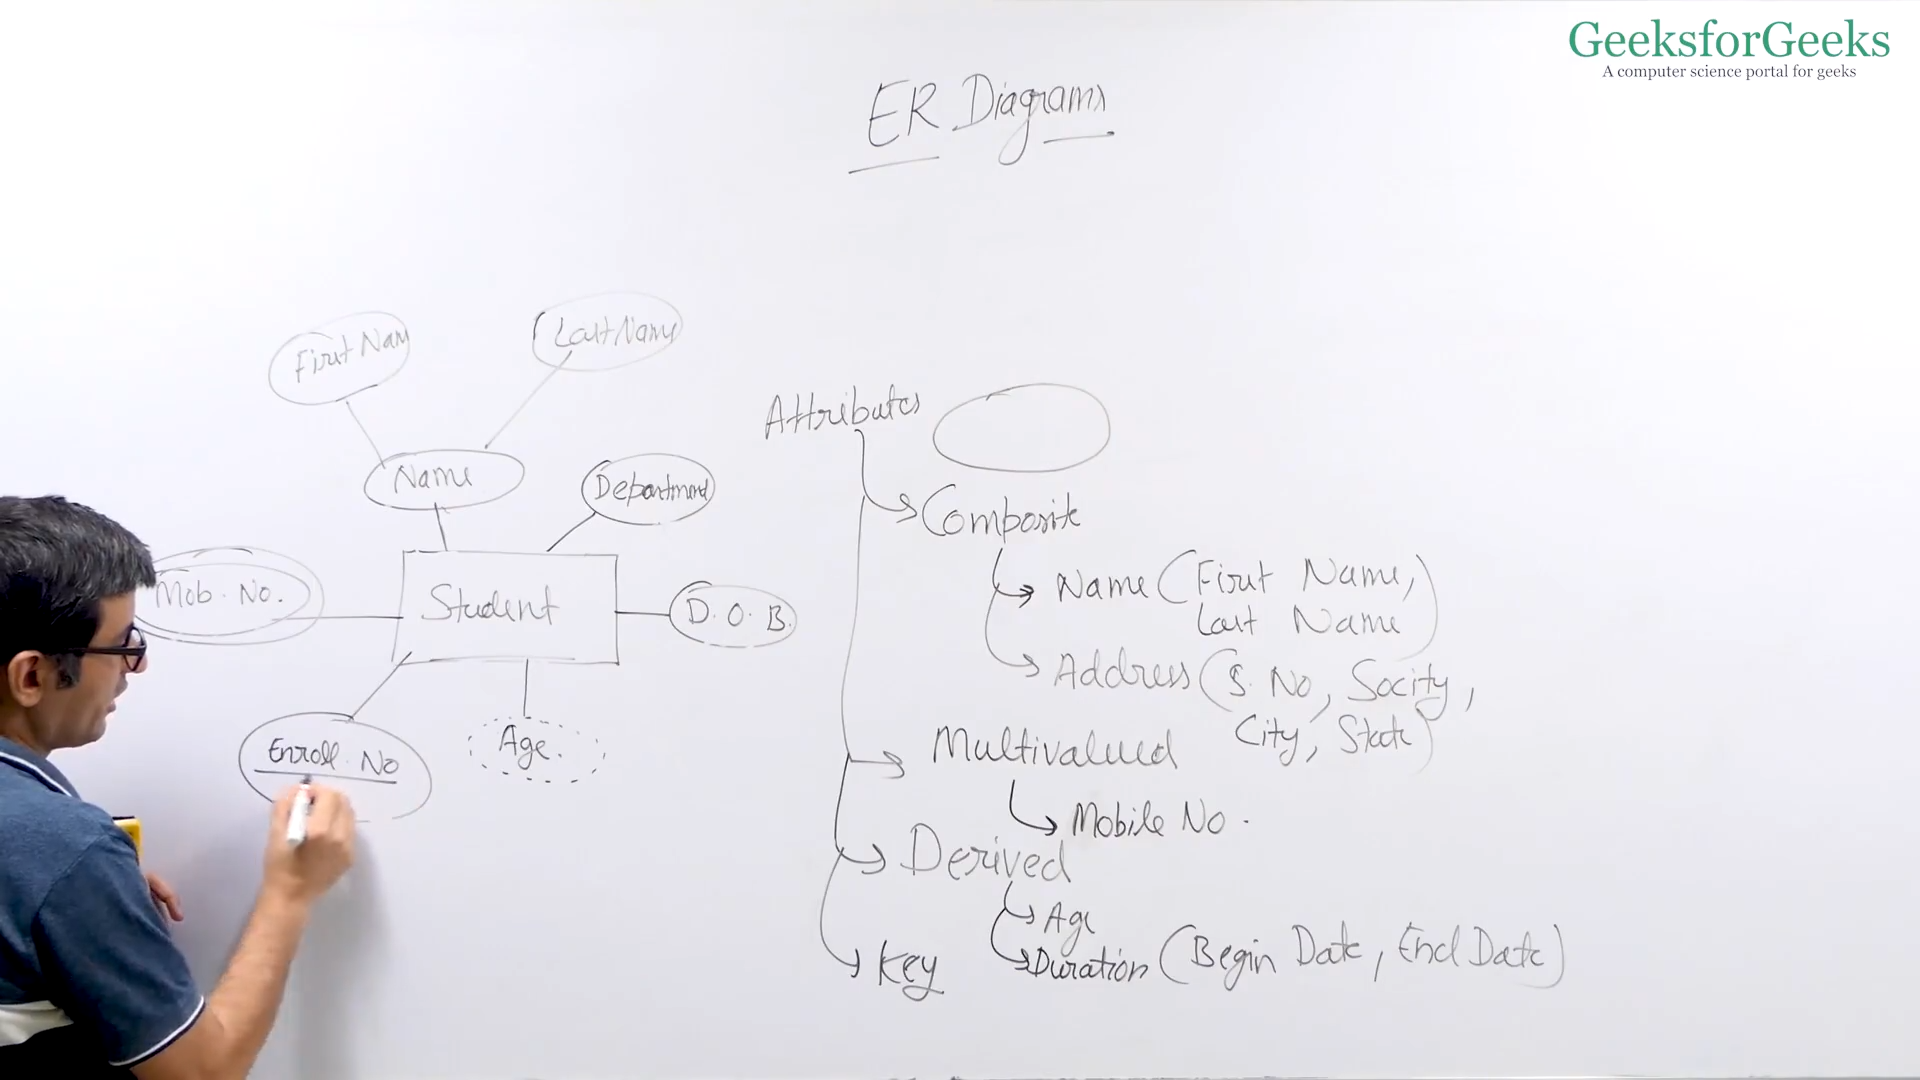 GeeksforGeeks
A computer science portal for geeks
ER Diagrams
First Nam
Last Name
Name
Department
Mob. No.
Student
D. O. B.
Enroll. No
Age.
Attributes
Composite
Name (First Name,
Last Name)
Address (S. No, Socity,
City, State)
Multivalued
Mobile No.
Derived
Age
Duration (Begin Date, End Date)
Key